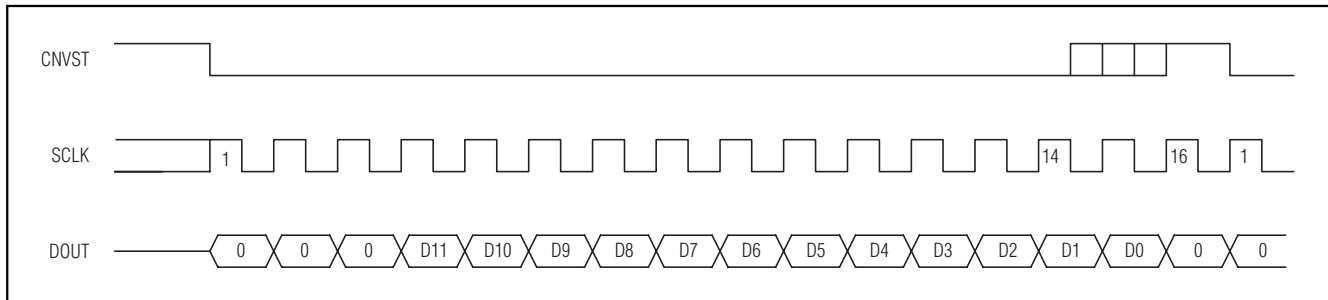 CNVST
SCLK 1 14 16 1
DOUT 0 0 0 D11 D10 D9 D8 D7 D6 D5 D4 D3 D2 D1 D0 0 0